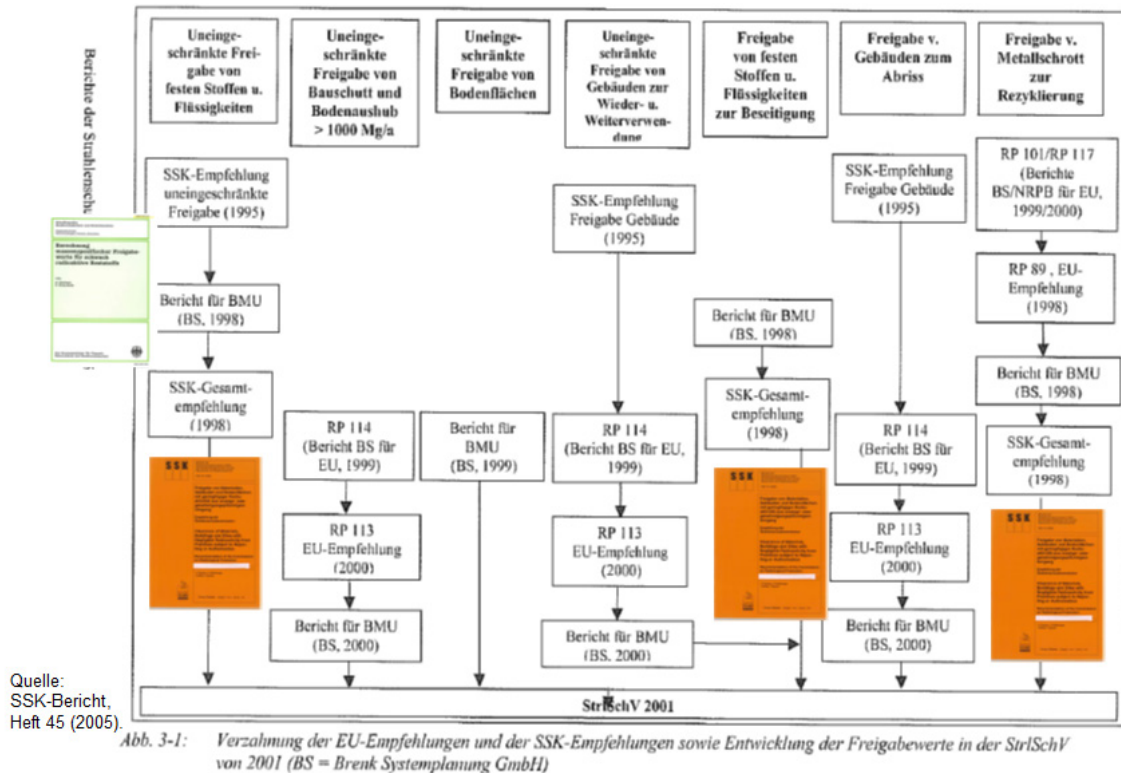 Uneinge-
schränkte Frei-
gabe von
festen Stoffen u.
Flüssigkeiten
Uneinge-
schränkte
Freigabe von
Bauschutt und
Bodenaushub
> 1000 Mg/a
Uneinge-
schränkte
Freigabe von
Bodenflächen
Uneinge-
schränkte
Freigabe von
Gebäuden zur
Wieder- u.
Weiterverwen-
dung
Freigabe
von festen
Stoffen u.
Flüssigkeiten
zur Beseitigung
Freigabe v.
Gebäuden zum
Abriss
Freigabe v.
Metallschrott
zur
Rezyklierung
Berichte der Strahlensch
SSK-Empfehlung
uneingeschränkte
Freigabe (1995)
Bericht für BMU
(BS, 1998)
SSK-Gesamt-
empfehlung
(1998)
SSK
RP 114
(Bericht BS für
EU, 1999)
RP 113
EU-Empfehlung
(2000)
Bericht für BMU
(BS, 2000)
Bericht für
BMU
(BS, 1999)
SSK-Empfehlung
Freigabe Gebäude
(1995)
RP 114
(Bericht BS für EU,
1999)
RP 113
EU-Empfehlung
(2000)
Bericht für BMU
(BS, 2000)
Bericht für BMU
(BS, 1998)
SSK-Gesamt-
empfehlung
(1998)
SSK
SSK-Empfehlung
Freigabe Gebäude
(1995)
RP 114
(Bericht BS für
EU, 1999)
RP 113
EU-Empfehlung
(2000)
Bericht für BMU
(BS, 2000)
RP 101/RP 117
(Berichte
BS/NRPB für EU,
1999/2000)
RP 89 , EU-
Empfehlung
(1998)
Bericht für BMU
(BS, 1998)
SSK-Gesamt-
empfehlung
(1998)
SSK
StrlSchV 2001
Quelle:
SSK-Bericht,
Heft 45 (2005).
Abb. 3-1: Verzahnung der EU-Empfehlungen und der SSK-Empfehlungen sowie Entwicklung der Freigabewerte in der StrlSchV
von 2001 (BS = Brenk Systemplanung GmbH)